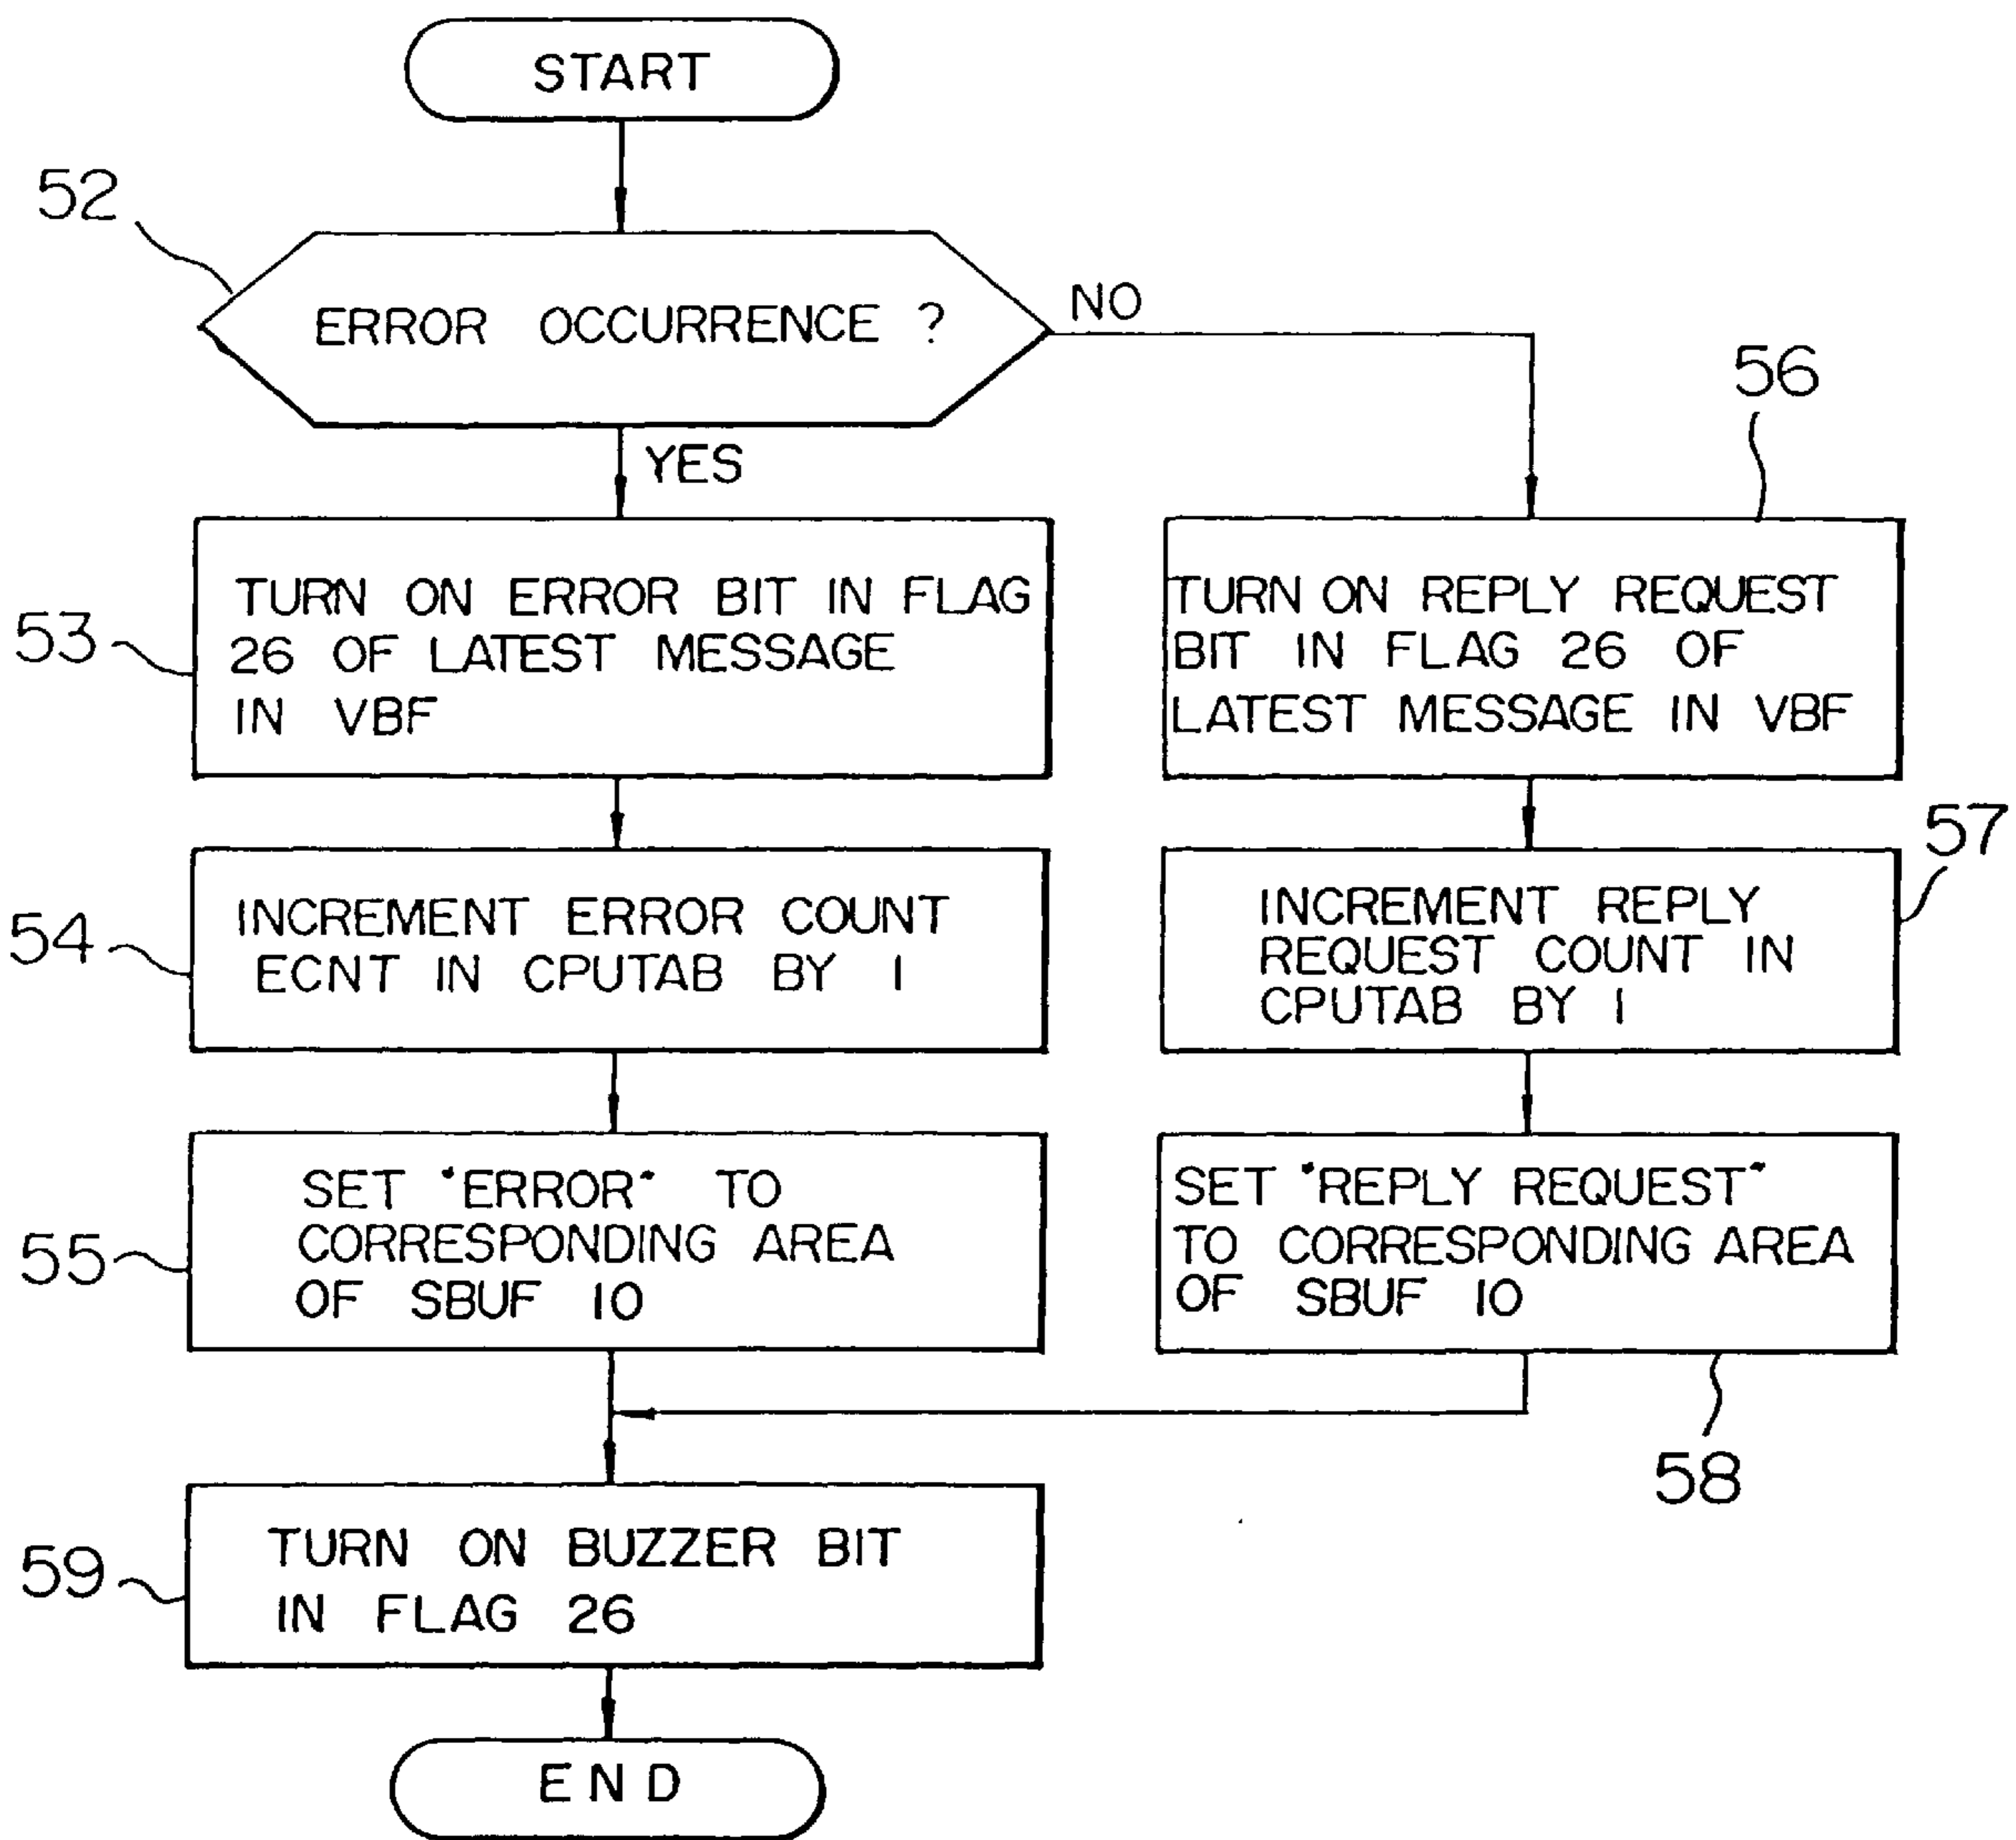 START
52
ERROR OCCURRENCE ?
NO
YES
56
53
TURN ON ERROR BIT IN FLAG
26 OF LATEST MESSAGE
IN VBF
TURN ON REPLY REQUEST
BIT IN FLAG 26 OF
LATEST MESSAGE IN VBF
57
54
INCREMENT ERROR COUNT
ECNT IN CPUTAB BY 1
INCREMENT REPLY
REQUEST COUNT IN
CPUTAB BY 1
55
SET "ERROR" TO
CORRESPONDING AREA
OF SBUF 10
SET "REPLY REQUEST"
TO CORRESPONDING AREA
OF SBUF 10
58
59
TURN ON BUZZER BIT
IN FLAG 26
END